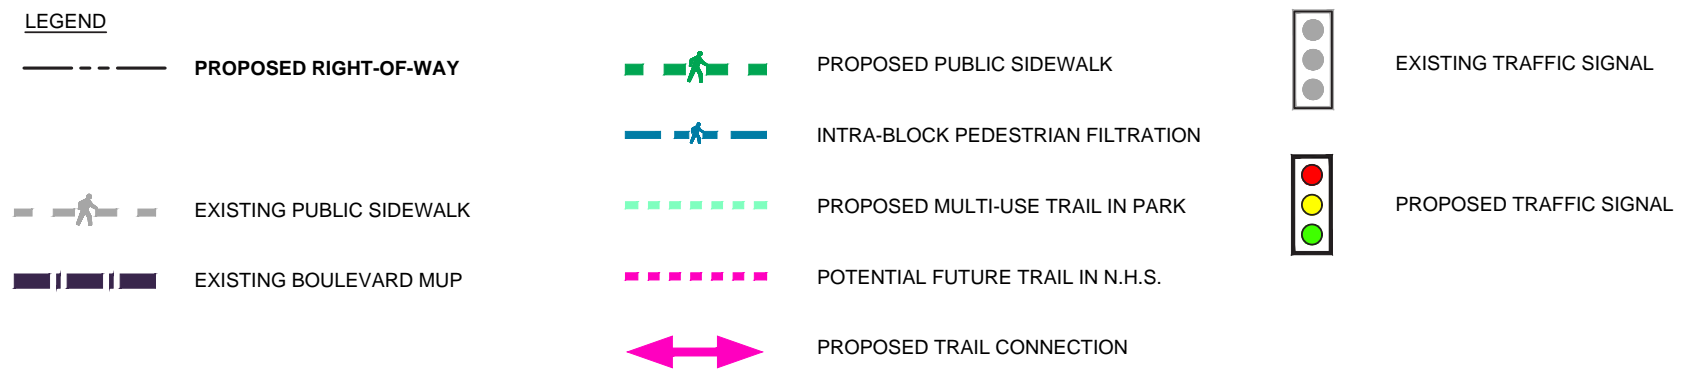 LEGEND
PROPOSED RIGHT-OF-WAY
EXISTING PUBLIC SIDEWALK
EXISTING BOULEVARD MUP
PROPOSED PUBLIC SIDEWALK
INTRA-BLOCK PEDESTRIAN FILTRATION
PROPOSED MULTI-USE TRAIL IN PARK
POTENTIAL FUTURE TRAIL IN N.H.S.
PROPOSED TRAIL CONNECTION
EXISTING TRAFFIC SIGNAL
PROPOSED TRAFFIC SIGNAL